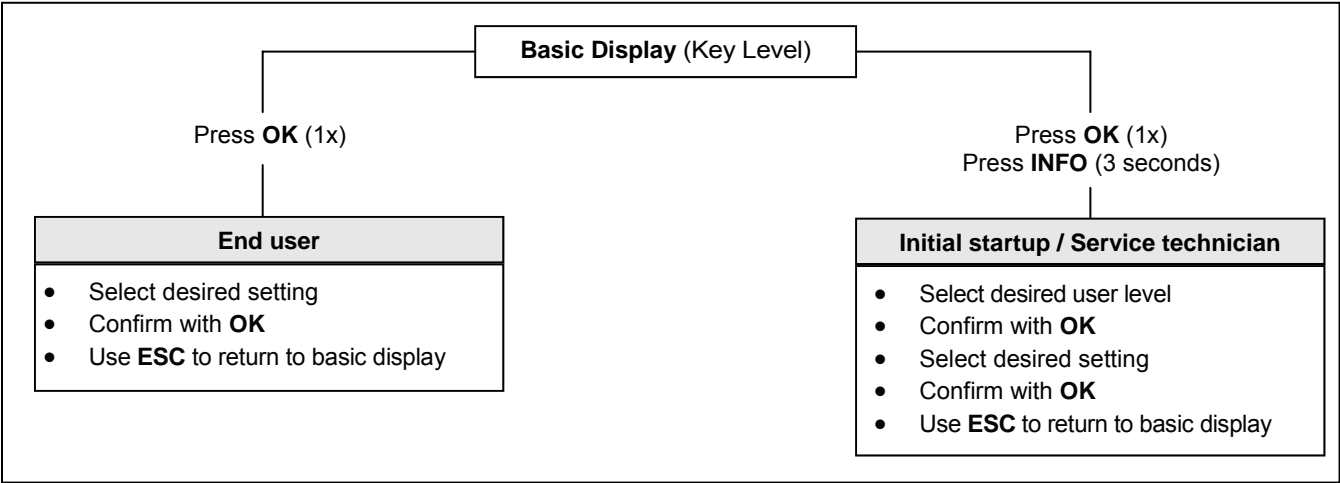 Basic Display (Key Level)
Press OK (1x)
Press OK (1x)
Press INFO (3 seconds)
End user
• Select desired setting
• Confirm with OK
• Use ESC to return to basic display
Initial startup / Service technician
• Select desired user level
• Confirm with OK
• Select desired setting
• Confirm with OK
• Use ESC to return to basic display